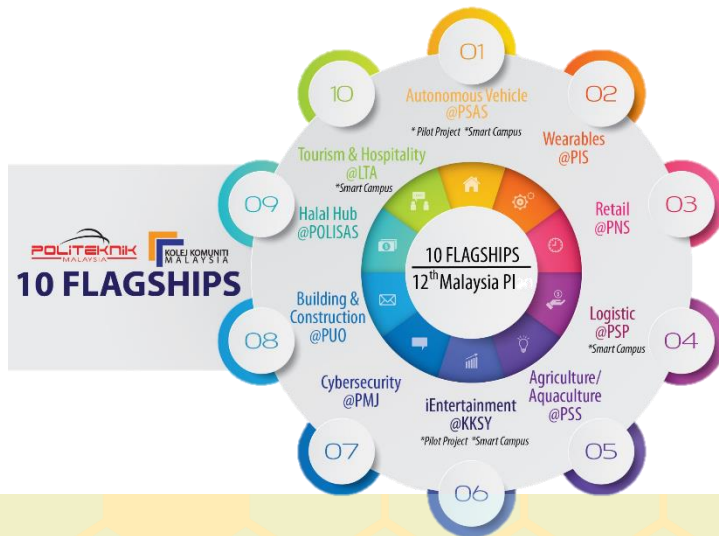 POLITEKNIK
MALAYSIA
KOLEJ KOMUNITI
MALAYSIA
10 FLAGSHIPS
10 FLAGSHIPS
12th Malaysia Pl
01
Autonomous Vehicle
@PSAS
* Pilot Project *Smart Campus
02
Wearables
@PIS
03
Retail
@PNS
04
Logistic
@PSP
*Smart Campus
05
Agriculture/
Aquaculture
@PSS
06
iEntertainment
@KKSY
*Pilot Project *Smart Campus
07
Cybersecurity
@PMJ
08
Building &
Construction
@PUO
09
Halal Hub
@POLISAS
10
Tourism & Hospitality
@LTA
*Smart Campus